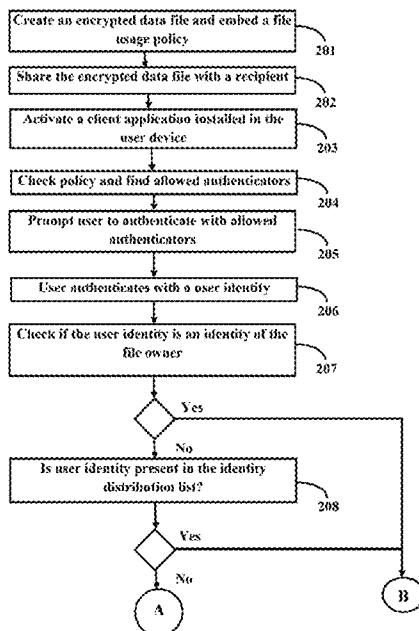 Create an encrypted data file and embed a file
usage policy
201
Share the encrypted data file with a recipient
202
Activate a client application installed in the
user device
203
Check policy and find allowed authenticators
204
Prompt user to authenticate with allowed
authenticators
205
User authenticates with a user identity
206
Check if the user identity is an identity of the
file owner
207
Yes
No
Is user identity present in the identity
distribution list?
208
Yes
No
A
B